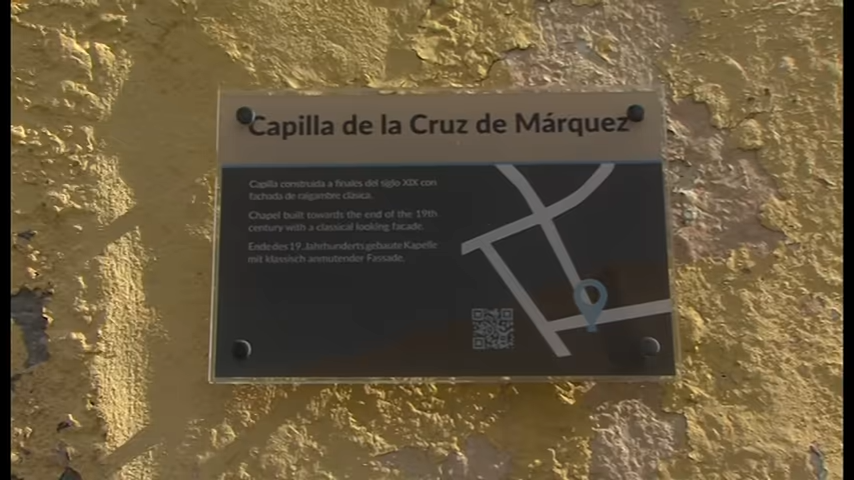 Capilla de la Cruz de Márquez
Capilla construida a finales del siglo XIX con
fachada de raigambre clásica.
Chapel built towards the end of the 19th
century with a classical looking facade.
Ende des 19. Jahrhunderts gebaute Kapelle
mit klassisch anmutender Fassade.